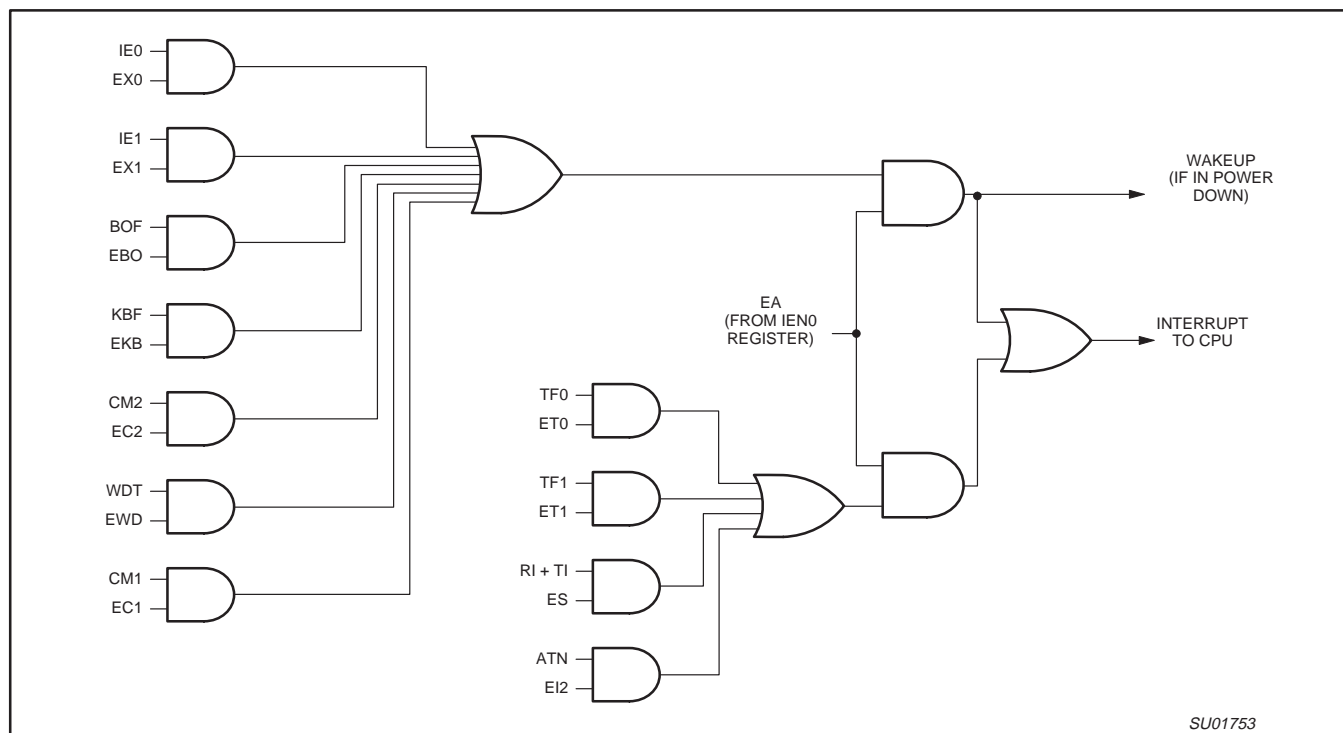 IE0
EX0
IE1
EX1
BOF
EBO
KBF
EKB
CM2
EC2
WDT
EWD
CM1
EC1
EA
(FROM IEN0
REGISTER)
TF0
ET0
TF1
ET1
RI + TI
ES
ATN
EI2
WAKEUP
(IF IN POWER
DOWN)
INTERRUPT
TO CPU
SU01753